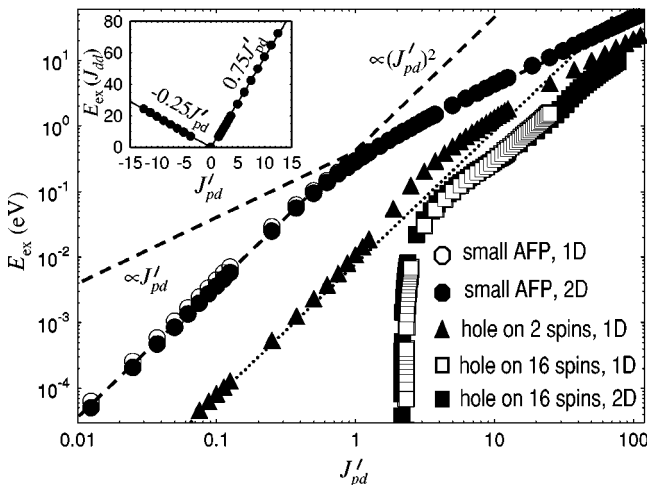 80
60
40
20
0
E_ex (J_dd)
-0.25J'_pd
0.75J'_pd
-15 -10 -5 0 5 10 15
J'_pd
∝(J'_pd)^2
∝J'_pd
10^1
10^0
10^-1
10^-2
10^-3
10^-4
E_ex (eV)
small AFP, 1D
small AFP, 2D
hole on 2 spins, 1D
hole on 16 spins, 1D
hole on 16 spins, 2D
0.01 0.1 1 10 100
J'_pd